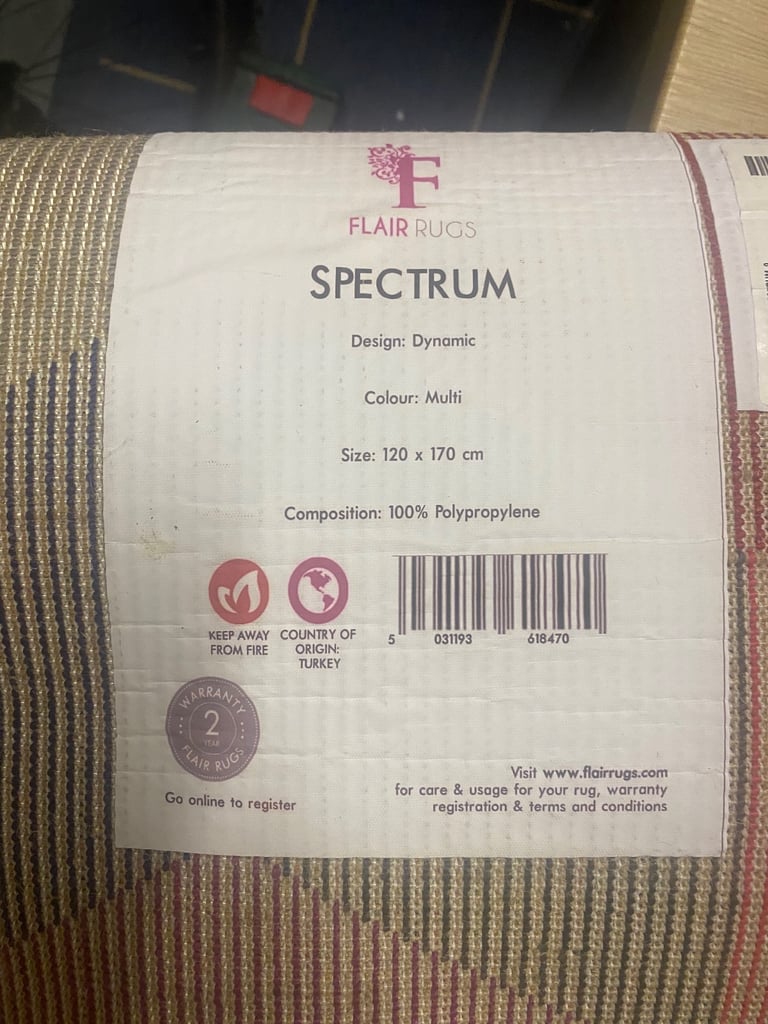 F
FLAIR RUGS
SPECTRUM
Design: Dynamic
Colour: Multi
Size: 120 x 170 cm
Composition: 100% Polypropylene
KEEP AWAY
FROM FIRE
COUNTRY OF
ORIGIN:
TURKEY
5 031193 618470
WARRANTY
2
YEAR
FLAIR RUGS
Go online to register
Visit www.flairrugs.com
for care & usage for your rug, warranty
registration & terms and conditions